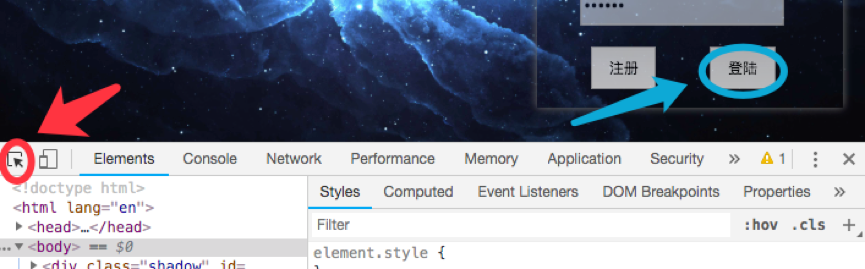 ••••••
注册 登陆
Elements Console Network Performance Memory Application Security » 1
<!doctype html>
<html lang="en">
<head>…</head>
… <body> == $0
<div class="shadow" id=
Styles Computed Event Listeners DOM Breakpoints Properties »
Filter :hov .cls +
element.style {
}